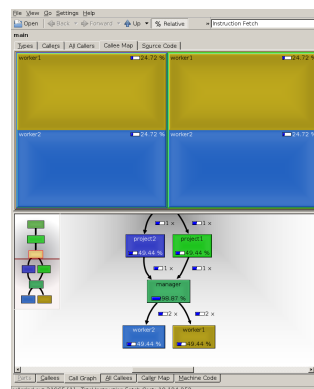 File View Go Settings Help
Open Back Forward Up % Relative Instruction Fetch
main
Types Callers All Callers Callee Map Source Code
worker1 24.72 % worker1 24.72 %
worker2 24.72 % worker2 24.72 %
1 x 1 x
project2 project1
49.44 % 49.44 %
1 x 1 x
manager
98.87 %
2 x 2 x
worker2 worker1
49.44 % 49.44 %
Parts Callees Call Graph All Callees Caller Map Machine Code